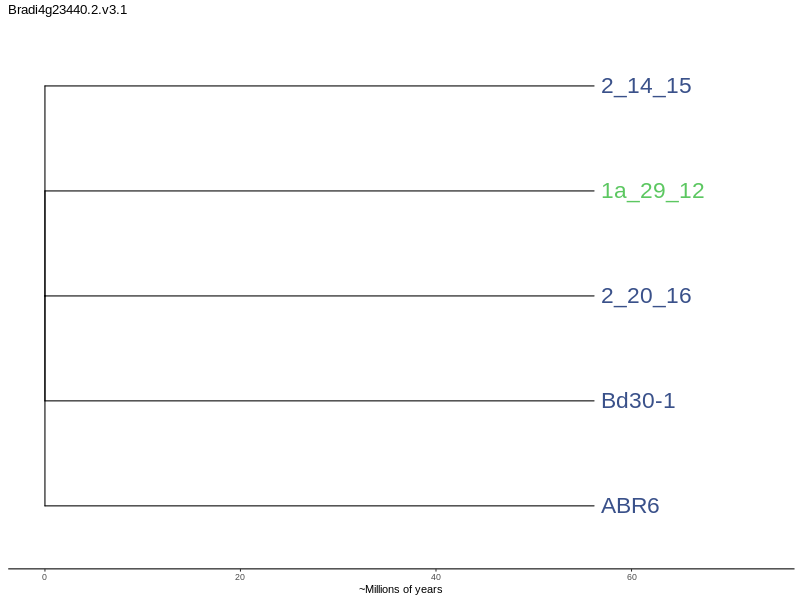 Bradi4g23440.2.v3.1
2_14_15
1a_29_12
2_20_16
Bd30-1
ABR6
0 20 40 60
~Millions of years